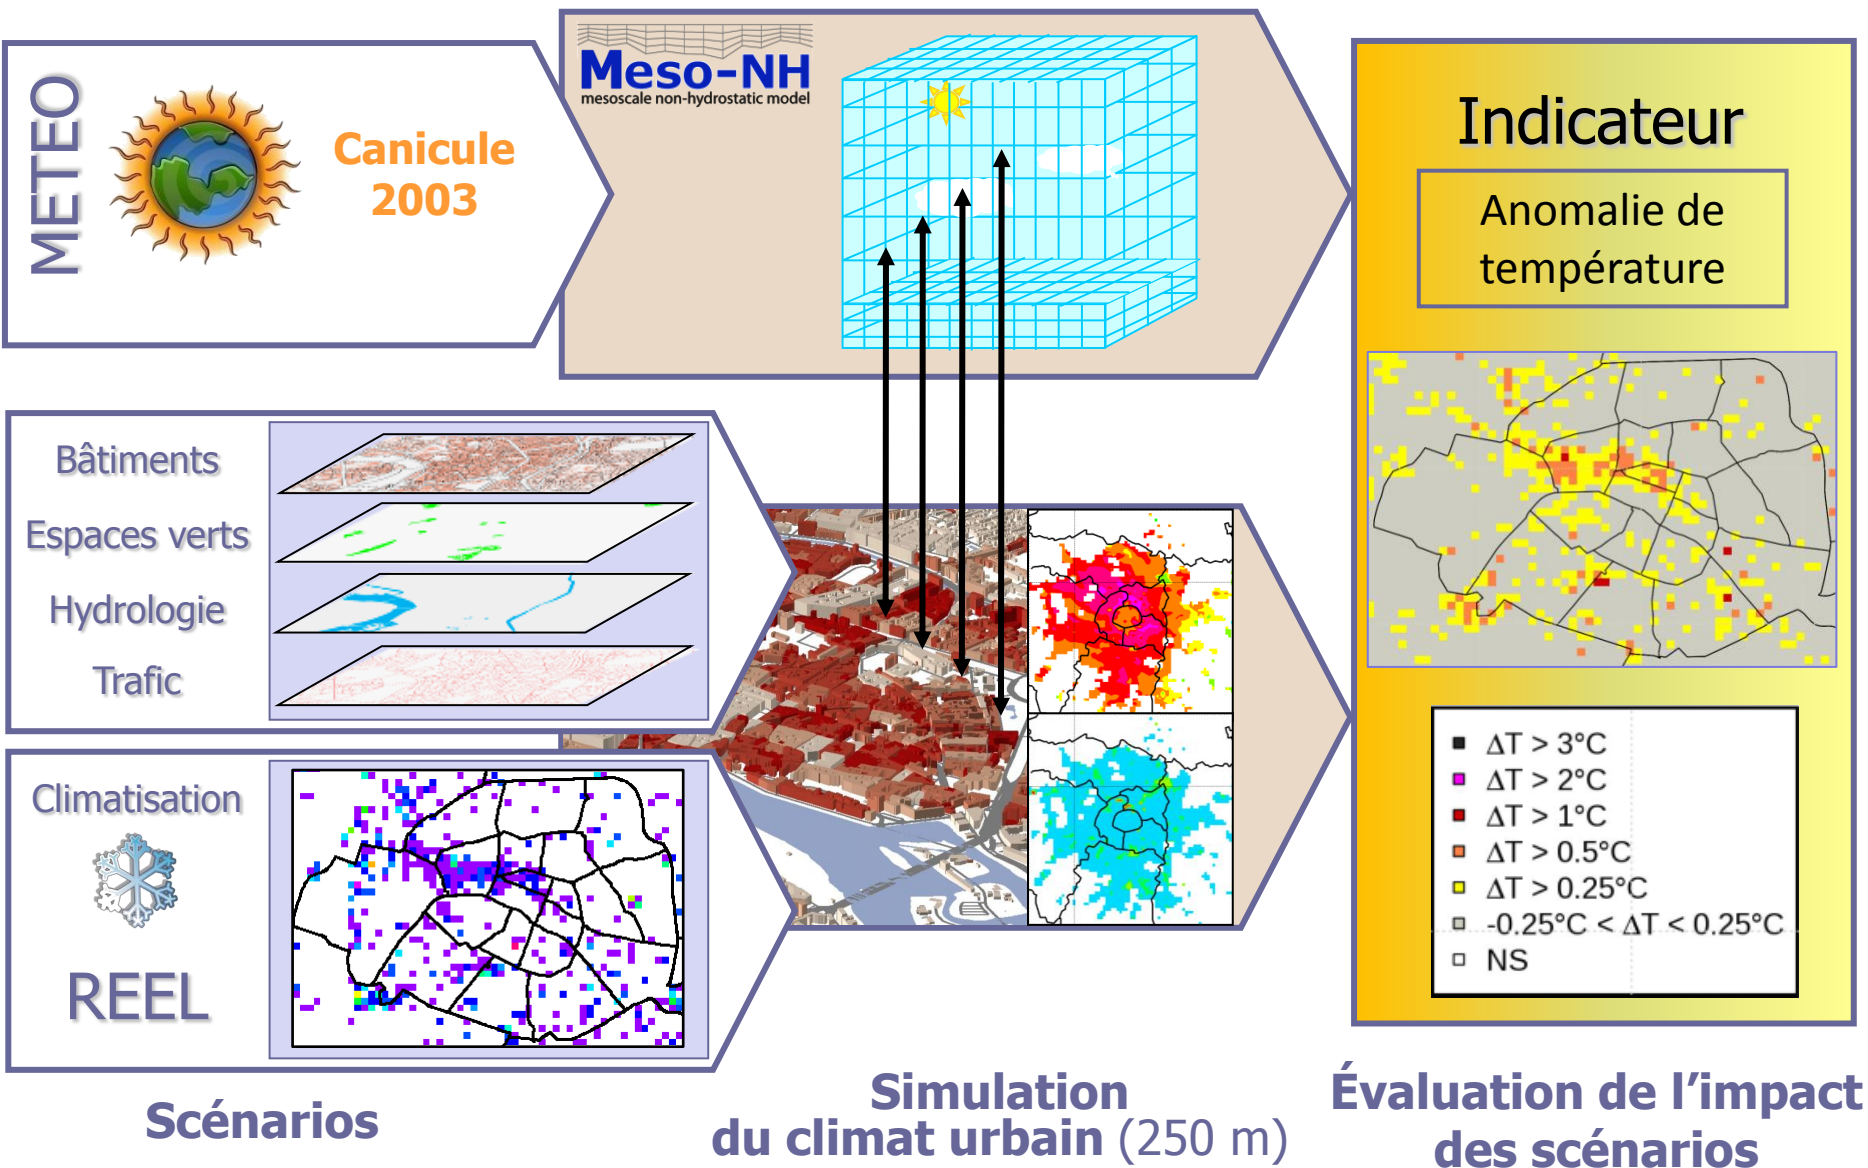 METEO
Canicule
2003
Meso-NH
mesoscale non-hydrostatic model
Indicateur
Anomalie de
température
Bâtiments
Espaces verts
Hydrologie
Trafic
Climatisation
REEL
ΔT > 3°C
ΔT > 2°C
ΔT > 1°C
ΔT > 0.5°C
ΔT > 0.25°C
-0.25°C < ΔT < 0.25°C
NS
Scénarios
Simulation
du climat urbain (250 m)
Évaluation de l’impact
des scénarios